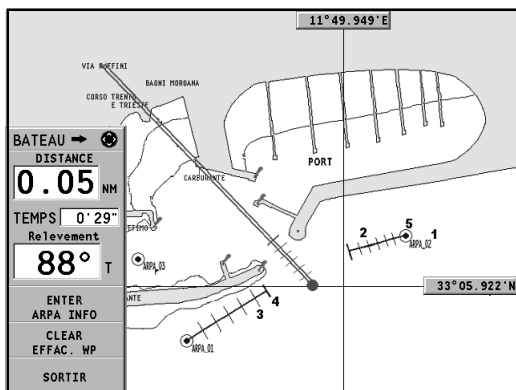 11°49.949'E
VIA RUFFINI
BAGNI MORGANA
CORSO TRENTO
E TRIESTE
PORT
CARBURANTE
BATEAU
DISTANCE
0.05 NM
TEMPS 0'29"
Relevement
88° T
ENTER
ARPA INFO
CLEAR
EFFAC. WP
SORTIR
TTIMO
ARPA_03
ANTE
2
5
1
ARPA_02
33°05.922'N
4
3
ARPA_01